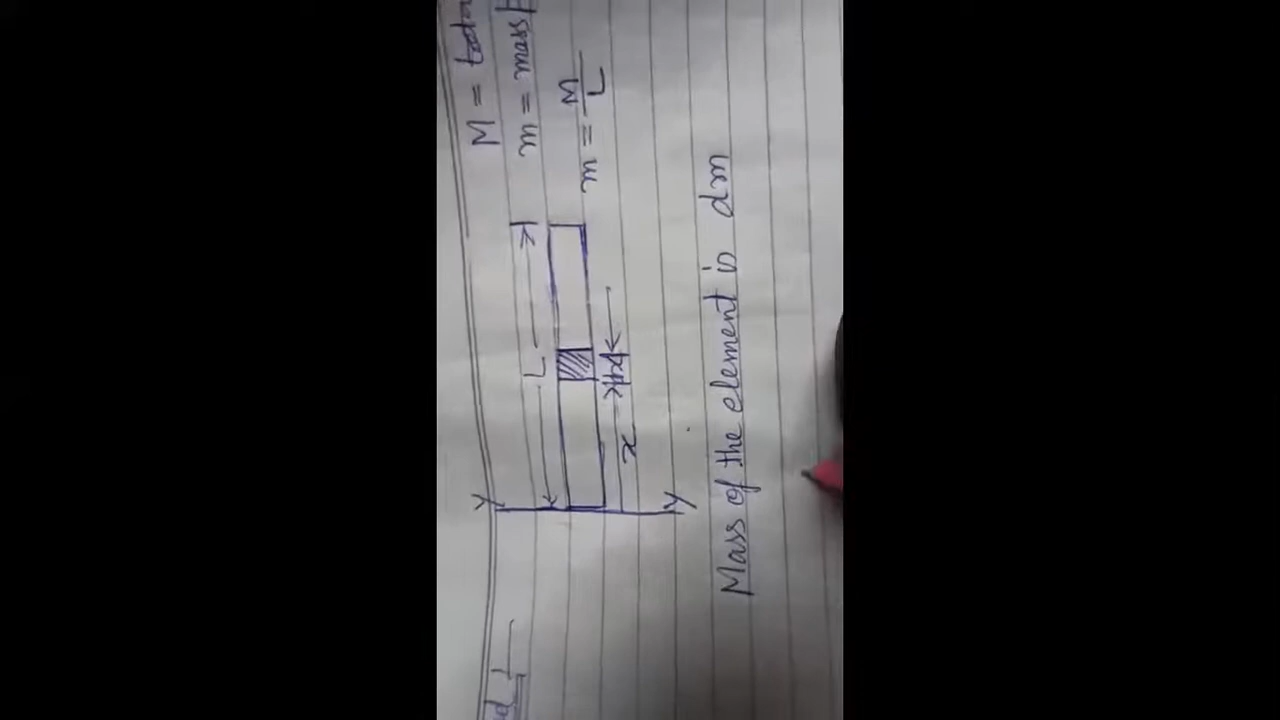 M =
m = mass
m = M/L
Y
L
x
dx
Y
Mass of the element is dm